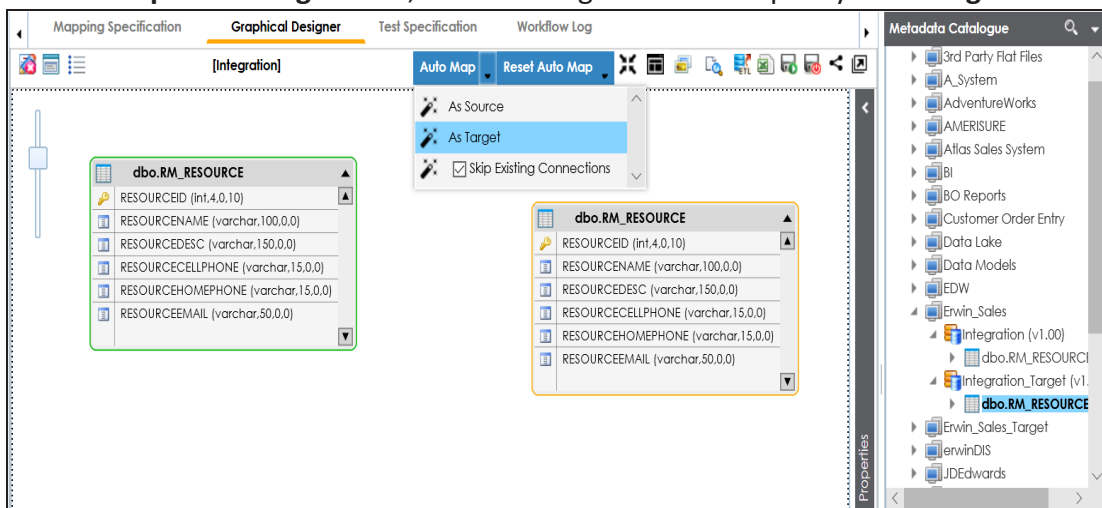 Mapping Specification
Graphical Designer
Test Specification
Workflow Log
Metadata Catalogue
[Integration]
Auto Map
Reset Auto Map
ETL
As Source
As Target
Skip Existing Connections
dbo.RM_RESOURCE
RESOURCEID (int,4,0,10)
RESOURCENAME (varchar,100,0,0)
RESOURCEDESC (varchar,150,0,0)
RESOURCECELLPHONE (varchar,15,0,0)
RESOURCEHOMEPHONE (varchar,15,0,0)
RESOURCEEMAIL (varchar,50,0,0)
dbo.RM_RESOURCE
RESOURCEID (int,4,0,10)
RESOURCENAME (varchar,100,0,0)
RESOURCEDESC (varchar,150,0,0)
RESOURCECELLPHONE (varchar,15,0,0)
RESOURCEHOMEPHONE (varchar,15,0,0)
RESOURCEEMAIL (varchar,50,0,0)
Properties
3rd Party Flat Files
A_System
AdventureWorks
AMERISURE
Atlas Sales System
BI
BO Reports
Customer Order Entry
Data Lake
Data Models
EDW
Erwin_Sales
Integration (v1.00)
dbo.RM_RESOURCE
Integration_Target (v1.
dbo.RM_RESOURCE
Erwin_Sales_Target
erwinDIS
JDEdwards